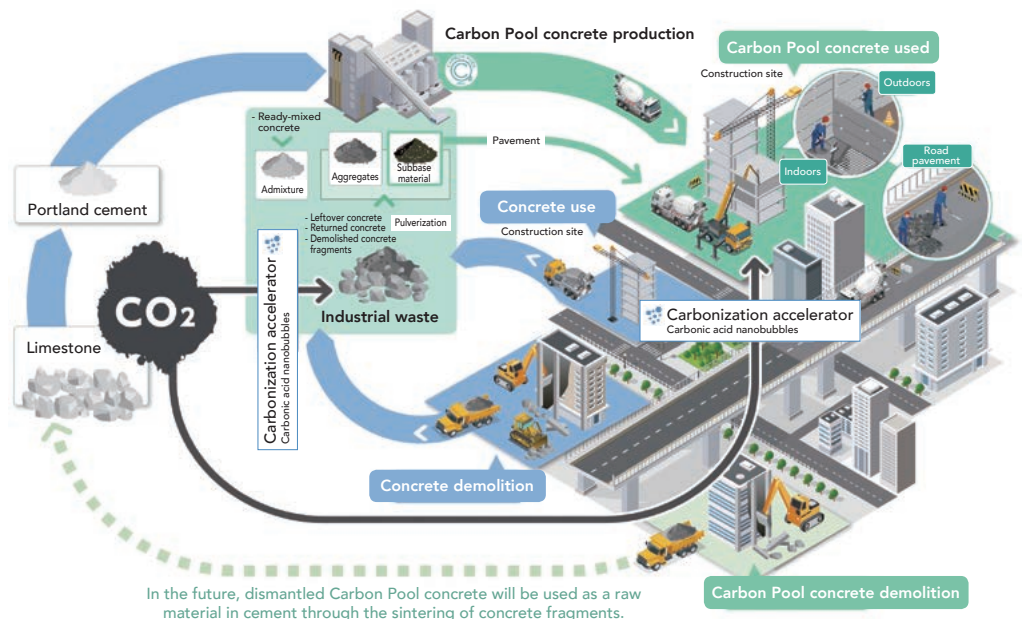 Carbon Pool concrete production
Carbon Pool concrete used
Construction site
Outdoors
- Ready-mixed
concrete
Admixture
Aggregates
Subbase
material
Pavement
Indoors
Road
pavement
Portland cement
- Leftover concrete
- Returned concrete
- Demolished concrete
fragments
Pulverization
Concrete use
Construction site
Industrial waste
CO2
Carbonization accelerator
Carbonic acid nanobubbles
Carbonization accelerator
Carbonic acid nanobubbles
Limestone
Concrete demolition
Carbon Pool concrete demolition
In the future, dismantled Carbon Pool concrete will be used as a raw
material in cement through the sintering of concrete fragments.